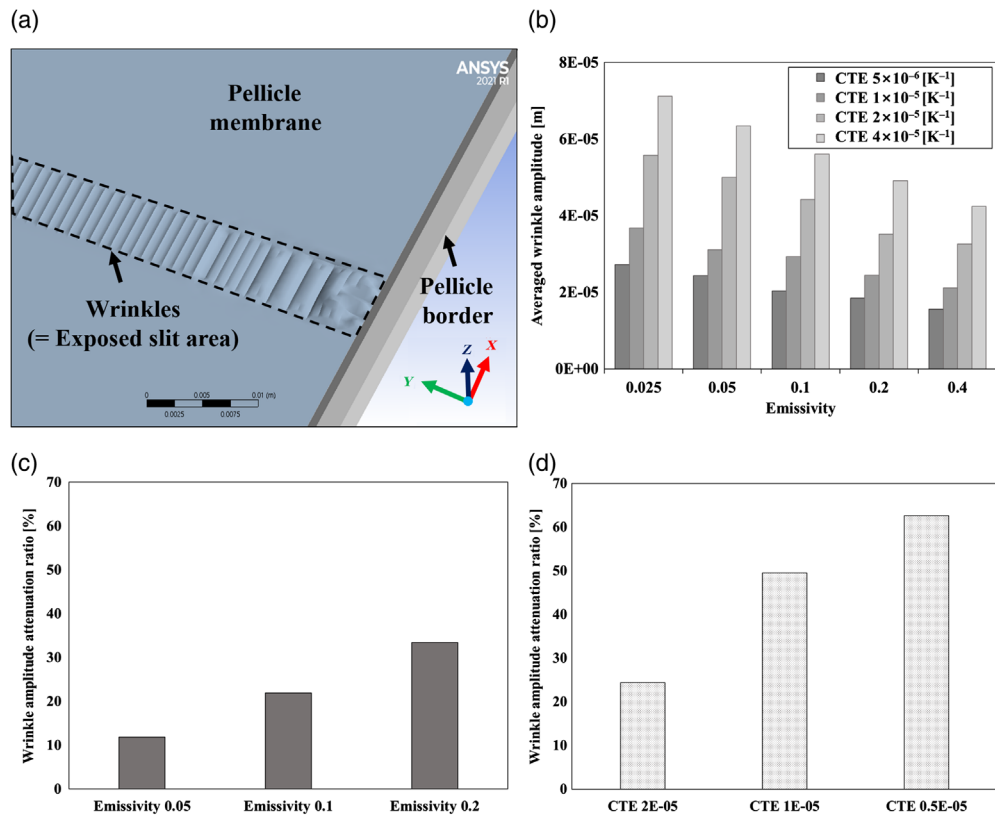 (a)
ANSYS
2021 R1
Pellicle
membrane
Wrinkles
(= Exposed slit area)
Pellicle
border
Z
X
Y
0
0.005
0.01 (m)
0.0025
0.0075
(b)
Averaged wrinkle amplitude [m]
8E-05
6E-05
4E-05
2E-05
0E+00
CTE 5×10⁻⁶ [K⁻¹]
CTE 1×10⁻⁵ [K⁻¹]
CTE 2×10⁻⁵ [K⁻¹]
CTE 4×10⁻⁵ [K⁻¹]
0.025 0.05 0.1 0.2 0.4
Emissivity
(c)
Wrinkle amplitude attenuation ratio [%]
70
60
50
40
30
20
10
0
Emissivity 0.05 Emissivity 0.1 Emissivity 0.2
(d)
Wrinkle amplitude attenuation ratio [%]
70
60
50
40
30
20
10
0
CTE 2E-05 CTE 1E-05 CTE 0.5E-05